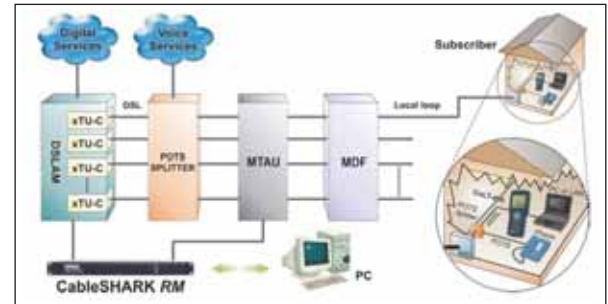 Digital
Services
Voice
Services
Subscriber
DSL
Local loop
xTU-C
xTU-C
xTU-C
xTU-C
DSLAM
POTS
SPLITTER
MTAU
MDF
CableSHARK RM
PC
POTS